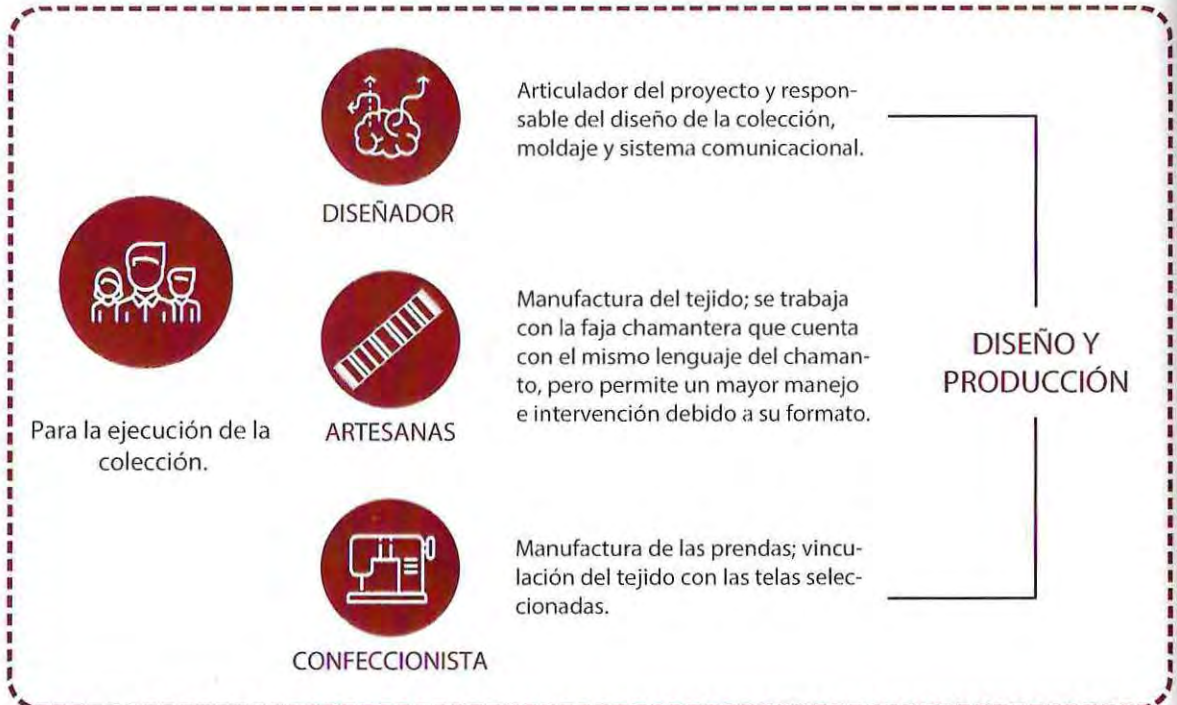 Articulador del proyecto y respon-
sable del diseño de la colección,
moldaje y sistema comunicacional.
DISEÑADOR
Manufactura del tejido; se trabaja
con la faja chamantera que cuenta
con el mismo lenguaje del chaman-
to, pero permite un mayor manejo
e intervención debido a su formato.
ARTESANAS
Para la ejecución de la
colección.
Manufactura de las prendas; vincu-
lación del tejido con las telas selec-
cionadas.
CONFECCIONISTA
DISEÑO Y
PRODUCCIÓN